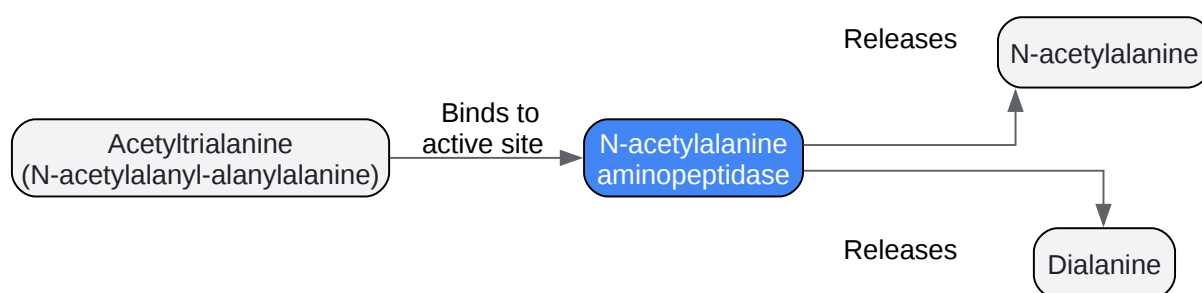 Releases
N-acetylalanine
Binds to
active site
Acetyltrialanine
(N-acetylalanyl-alanylalanine)
N-acetylalanine
aminopeptidase
Releases
Dialanine